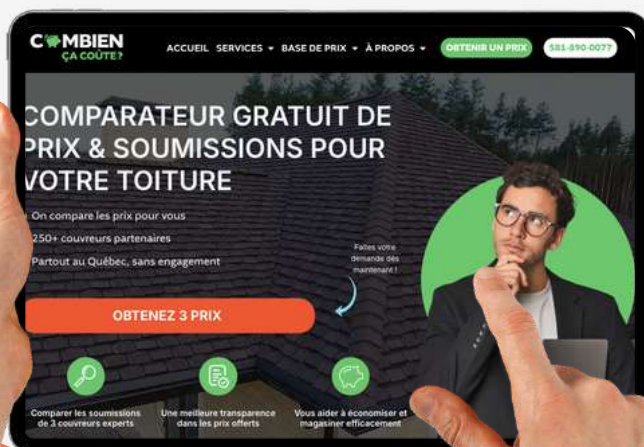 COMBIEN
ÇA COÛTE?
ACCUEIL SERVICES BASE DE PRIX À PROPOS OBTENIR UN PRIX 581-890-0077
COMPARATEUR GRATUIT DE
PRIX & SOUMISSIONS POUR
VOTRE TOITURE
On compare les prix pour vous
250+ couvreurs partenaires
Partout au Québec, sans engagement
Faites votre
demande dès
maintenant !
OBTENEZ 3 PRIX
Comparer les soumissions
de 3 couvreurs experts
Une meilleure transparence
dans les prix offerts
Vous aider à économiser et
magasiner efficacement